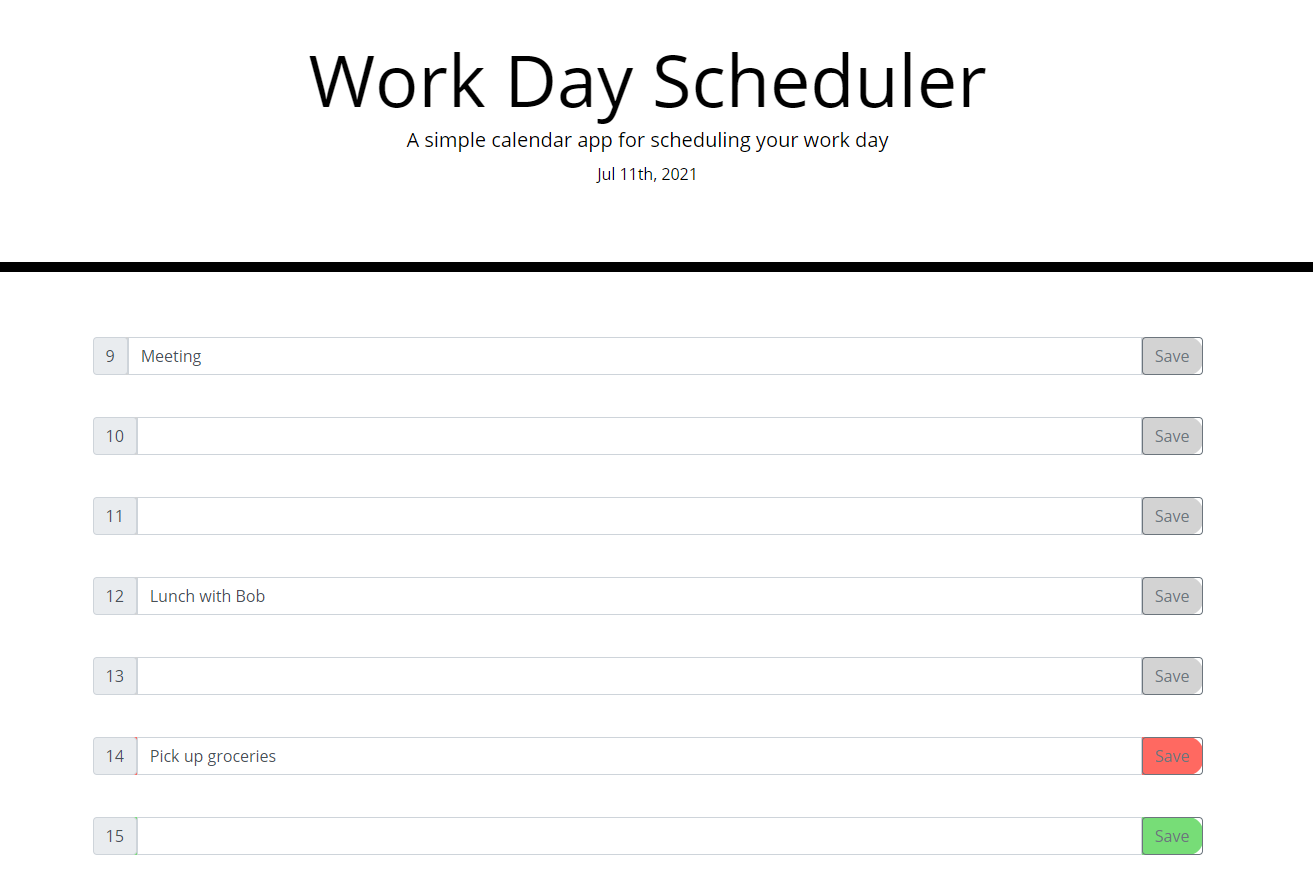 Work Day Scheduler
A simple calendar app for scheduling your work day
Jul 11th, 2021
9 Meeting Save
10 Save
11 Save
12 Lunch with Bob Save
13 Save
14 Pick up groceries Save
15 Save